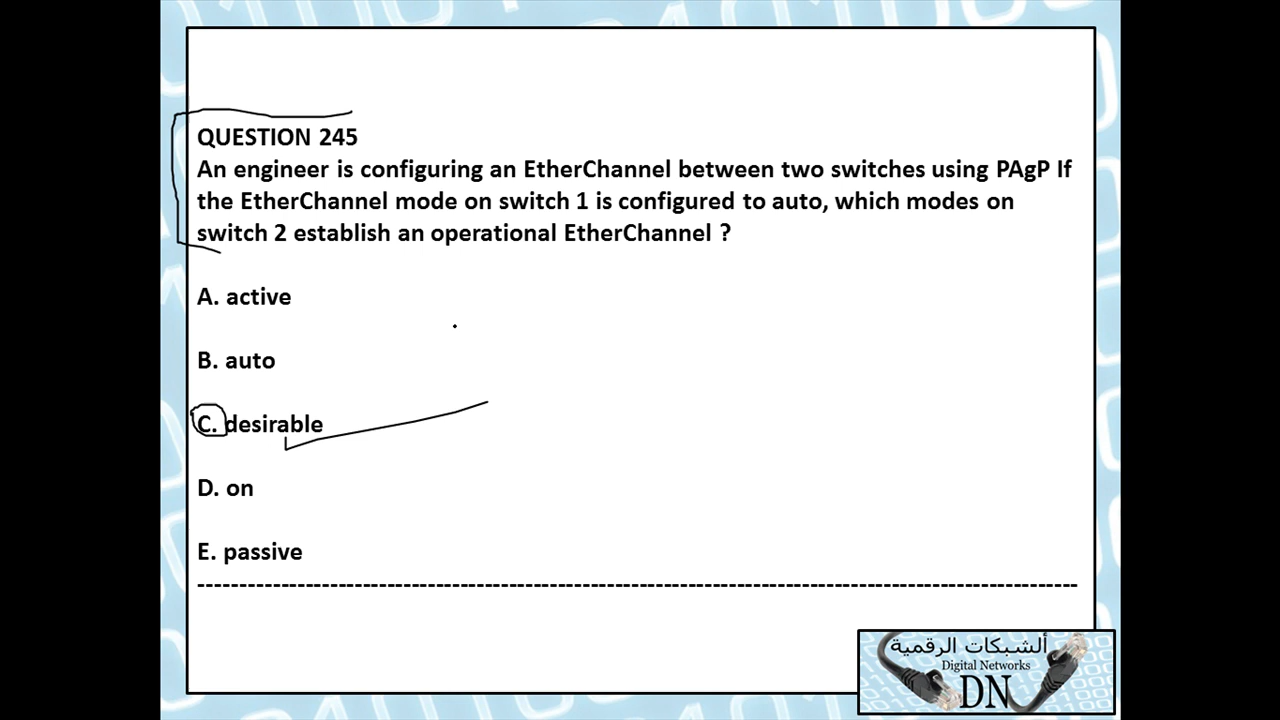 QUESTION 245
An engineer is configuring an EtherChannel between two switches using PAgP If
the EtherChannel mode on switch 1 is configured to auto, which modes on
switch 2 establish an operational EtherChannel ?
A. active
B. auto
C. desirable
D. on
E. passive
---------------------------------------------------------------------------------------------------------
ألشبكات الرقمية
Digital Networks
DN